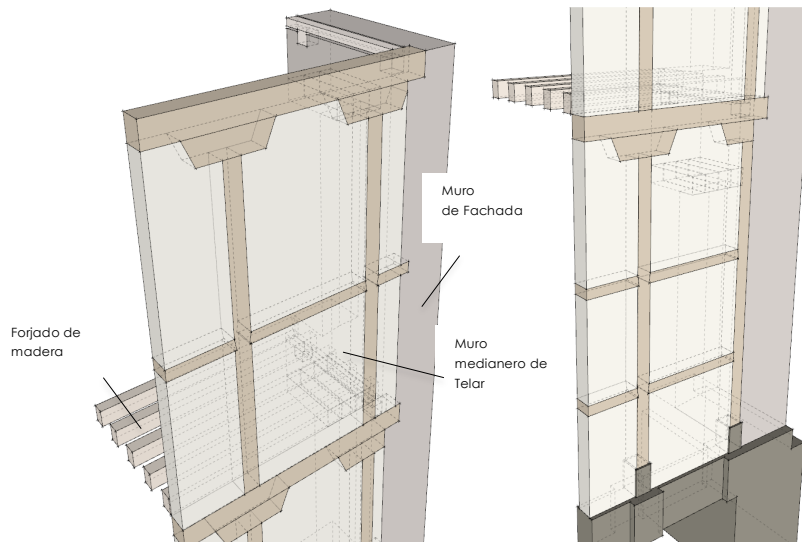 Muro
de Fachada
Forjado de
madera
Muro
medianero de
Telar